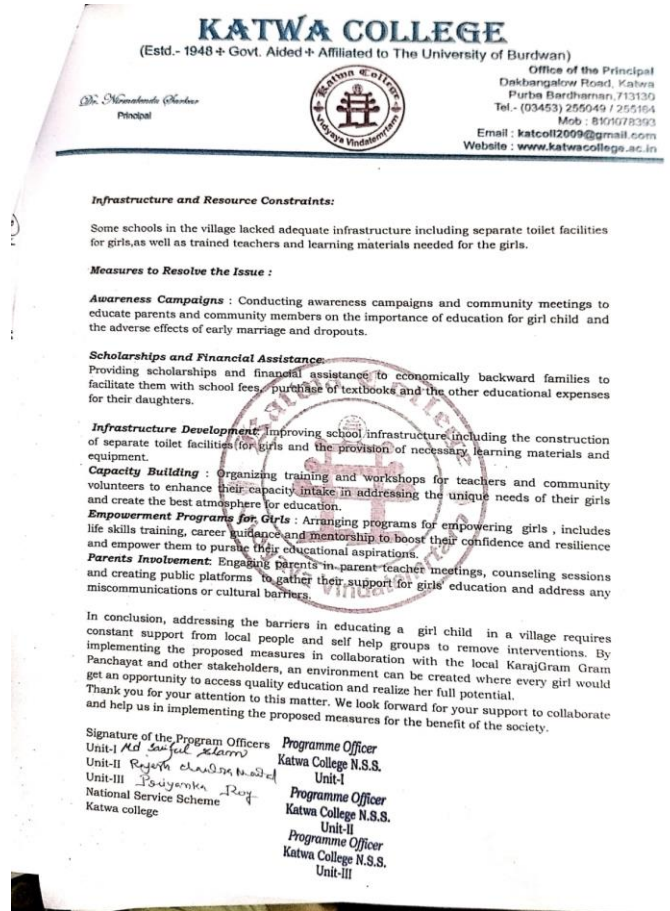 KATWA COLLEGE
(Estd.- 1948 + Govt. Aided + Affiliated to The University of Burdwan)
Dr. Nirmalendu Sarkar
Principal
Katwa College
Vidyaya Vindatemrtam
Office of the Principal
Dakbangalow Road, Katwa
Purba Bardhaman,713130
Tel.- (03453) 255049 / 255164
Mob : 8101078393
Email : katcoll2009@gmail.com
Website : www.katwacollege.ac.in
Infrastructure and Resource Constraints:
Some schools in the village lacked adequate infrastructure including separate toilet facilities
for girls,as well as trained teachers and learning materials needed for the girls.
Measures to Resolve the Issue :
Awareness Campaigns : Conducting awareness campaigns and community meetings to
educate parents and community members on the importance of education for girl child and
the adverse effects of early marriage and dropouts.
Scholarships and Financial Assistance:
Providing scholarships and financial assistance to economically backward families to
facilitate them with school fees, purchase of textbooks and the other educational expenses
for their daughters.
Infrastructure Development: Improving school infrastructure including the construction
of separate toilet facilities for girls and the provision of necessary learning materials and
equipment.
Capacity Building : Organizing training and workshops for teachers and community
volunteers to enhance their capacity intake in addressing the unique needs of their girls
and create the best atmosphere for education.
Empowerment Programs for Girls : Arranging programs for empowering girls , includes
life skills training, career guidance and mentorship to boost their confidence and resilience
and empower them to pursue their educational aspirations.
Parents Involvement: Engaging parents in parent teacher meetings, counseling sessions
and creating public platforms to gather their support for girls' education and address any
miscommunications or cultural barriers.
In conclusion, addressing the barriers in educating a girl child in a village requires
constant support from local people and self help groups to remove interventions. By
implementing the proposed measures in collaboration with the local KarajGram Gram
Panchayat and other stakeholders, an environment can be created where every girl would
get an opportunity to access quality education and realize her full potential.
Thank you for your attention to this matter. We look forward for your support to collaborate
and help us in implementing the proposed measures for the benefit of the society.
Signature of the Program Officers
Unit-I Md Saiful Islam
Unit-II Rajesh Chandra
Unit-III Priyanka Roy
National Service Scheme
Katwa college
Programme Officer
Katwa College N.S.S.
Unit-I
Programme Officer
Katwa College N.S.S.
Unit-II
Programme Officer
Katwa College N.S.S.
Unit-III
Katwa College
Vidyaya Vindatemrtam